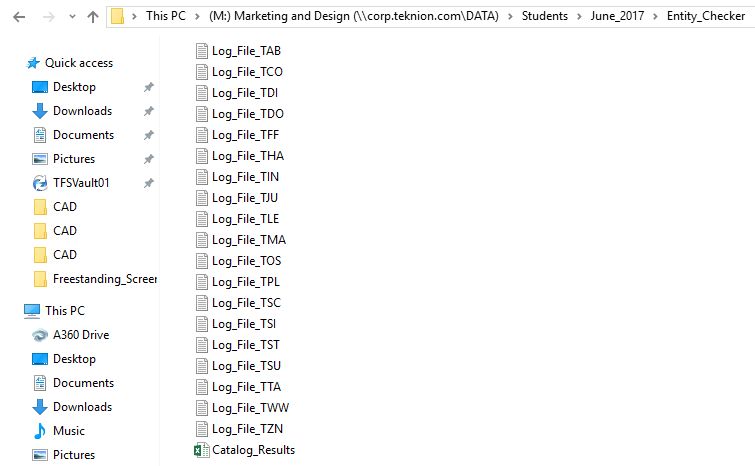 This PC > (M:) Marketing and Design (\\corp.teknion.com\DATA) > Students > June_2017 > Entity_Checker
Quick access
Desktop
Downloads
Documents
Pictures
TFSVault01
CAD
CAD
CAD
Freestanding_Screen
This PC
A360 Drive
Desktop
Documents
Downloads
Music
Pictures
Log_File_TAB
Log_File_TCO
Log_File_TDI
Log_File_TDO
Log_File_TFF
Log_File_THA
Log_File_TIN
Log_File_TJU
Log_File_TLE
Log_File_TMA
Log_File_TOS
Log_File_TPL
Log_File_TSC
Log_File_TSI
Log_File_TST
Log_File_TSU
Log_File_TTA
Log_File_TWW
Log_File_TZN
Catalog_Results